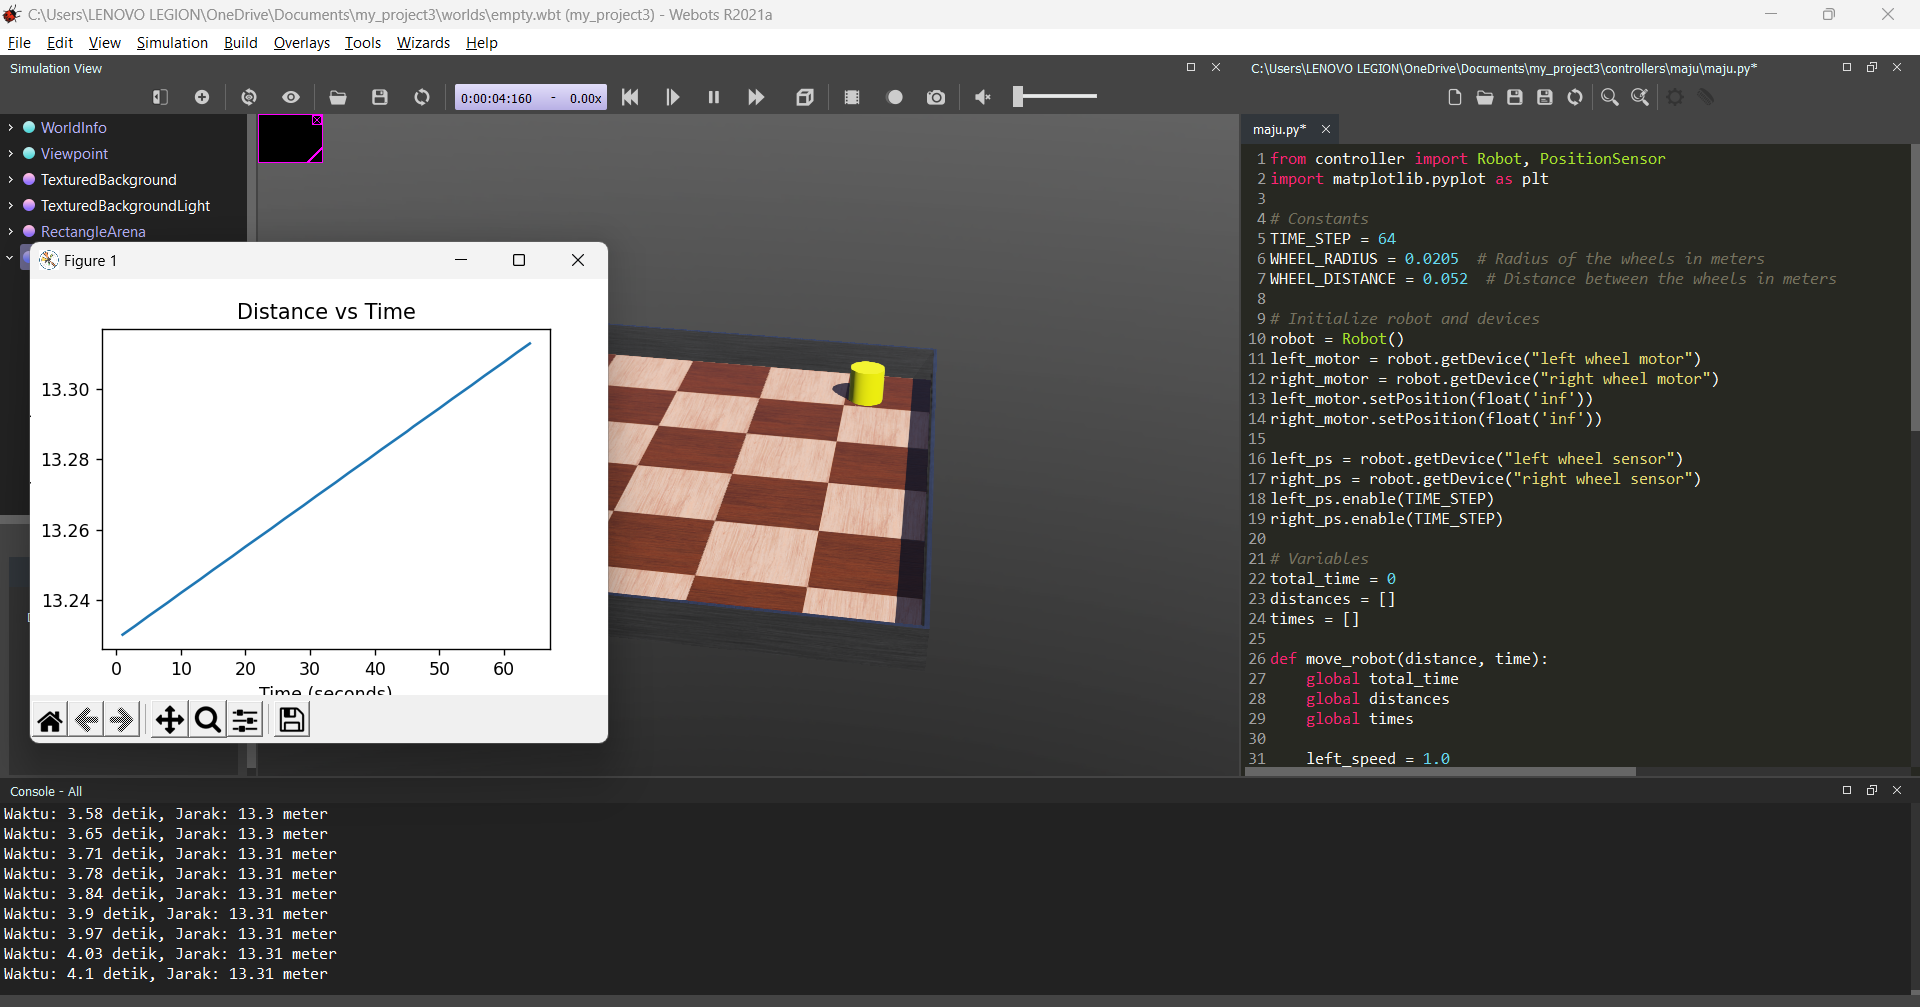 C:\Users\LENOVO LEGION\OneDrive\Documents\my_project3\worlds\empty.wbt (my_project3) - Webots R2021a
File Edit View Simulation Build Overlays Tools Wizards Help
Simulation View
0:00:04:160 - 0.00x
WorldInfo
Viewpoint
TexturedBackground
TexturedBackgroundLight
RectangleArena
Figure 1
Distance vs Time
13.30
13.28
13.26
13.24
0 10 20 30 40 50 60
Time (seconds)
C:\Users\LENOVO LEGION\OneDrive\Documents\my_project3\controllers\maju\maju.py*
maju.py*
1 from controller import Robot, PositionSensor
2 import matplotlib.pyplot as plt
3
4 # Constants
5 TIME_STEP = 64
6 WHEEL_RADIUS = 0.0205  # Radius of the wheels in meters
7 WHEEL_DISTANCE = 0.052  # Distance between the wheels in meters
8
9 # Initialize robot and devices
10 robot = Robot()
11 left_motor = robot.getDevice("left wheel motor")
12 right_motor = robot.getDevice("right wheel motor")
13 left_motor.setPosition(float('inf'))
14 right_motor.setPosition(float('inf'))
15
16 left_ps = robot.getDevice("left wheel sensor")
17 right_ps = robot.getDevice("right wheel sensor")
18 left_ps.enable(TIME_STEP)
19 right_ps.enable(TIME_STEP)
20
21 # Variables
22 total_time = 0
23 distances = []
24 times = []
25
26 def move_robot(distance, time):
27     global total_time
28     global distances
29     global times
30
31     left_speed = 1.0
Console - All
Waktu: 3.58 detik, Jarak: 13.3 meter
Waktu: 3.65 detik, Jarak: 13.3 meter
Waktu: 3.71 detik, Jarak: 13.31 meter
Waktu: 3.78 detik, Jarak: 13.31 meter
Waktu: 3.84 detik, Jarak: 13.31 meter
Waktu: 3.9 detik, Jarak: 13.31 meter
Waktu: 3.97 detik, Jarak: 13.31 meter
Waktu: 4.03 detik, Jarak: 13.31 meter
Waktu: 4.1 detik, Jarak: 13.31 meter